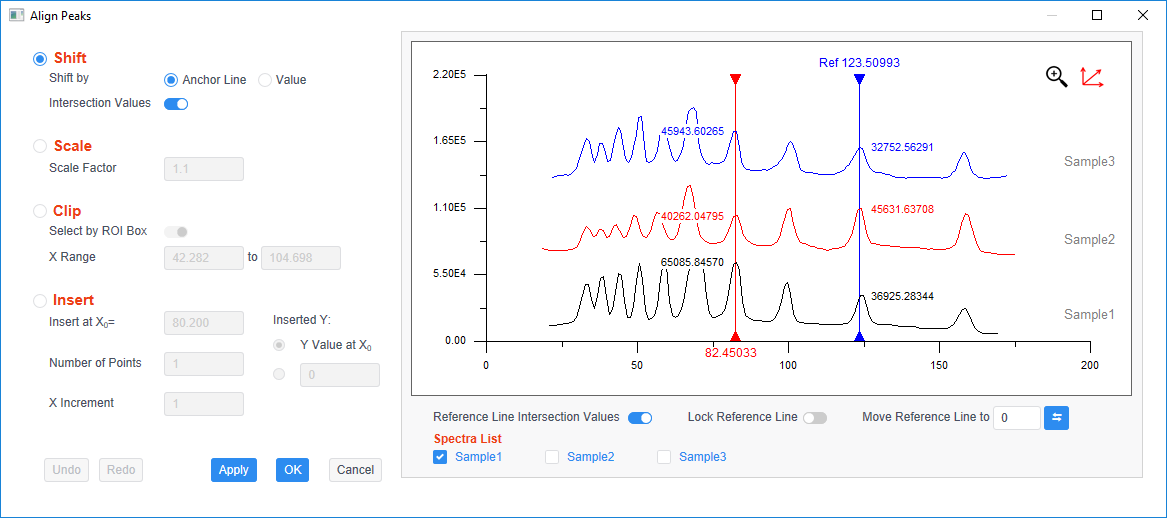 Align Peaks
Shift
Shift by Anchor Line Value
Intersection Values
Scale
Scale Factor 1.1
Clip
Select by ROI Box
X Range 42.282 to 104.698
Insert
Insert at X₀= 80.200 Inserted Y:
Y Value at X₀
Number of Points 1
0
X Increment 1
Undo Redo Apply OK Cancel
Ref 123.50993
2.20E5
1.65E5
1.10E5
5.50E4
0.00
45943.60265
32752.56291
Sample3
40262.04795
45631.63708
Sample2
65085.84570
36925.28344
Sample1
82.45033
0 50 100 150 200
Reference Line Intersection Values Lock Reference Line Move Reference Line to 0
Spectra List
Sample1 Sample2 Sample3